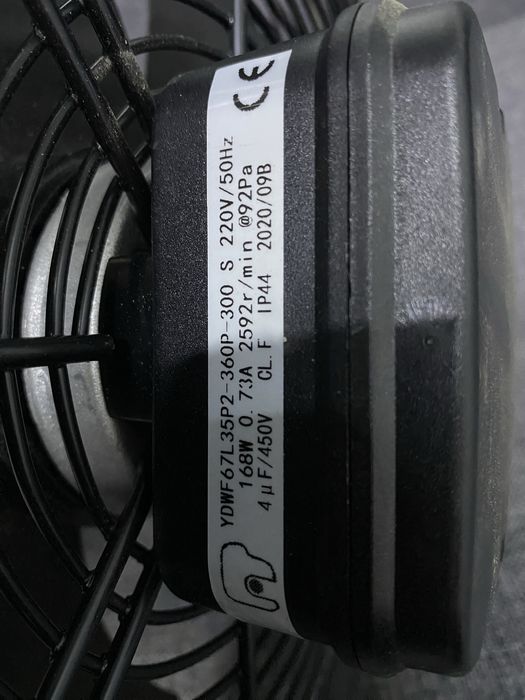 YDWF67L35P2-360P-300 S 220V/50Hz
168W 0.73A 2592r/min @92Pa
4μF/450V CL.F IP44 2020/09B
CE